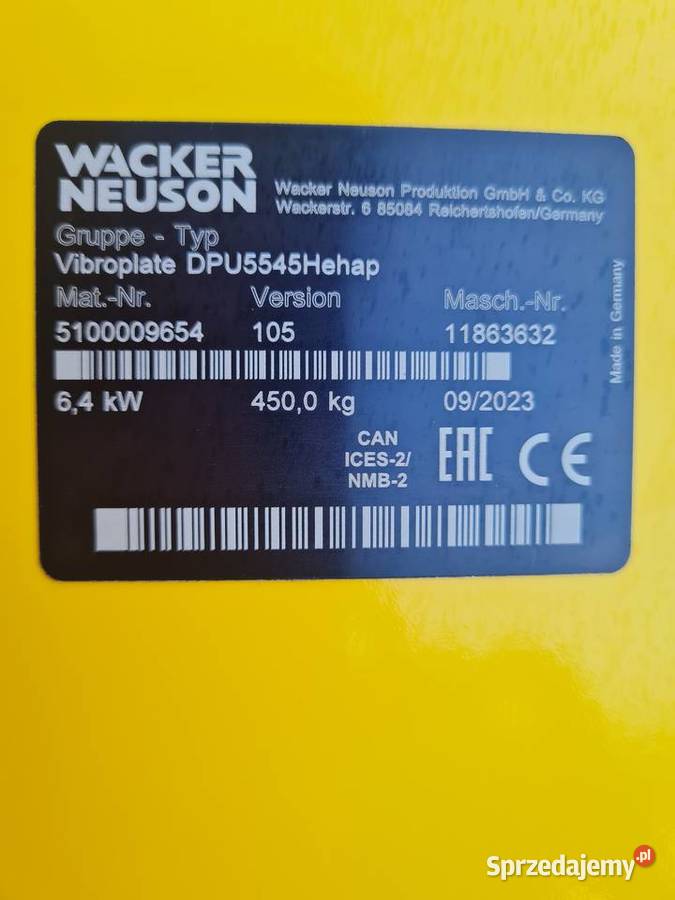 WACKER
NEUSON
Wacker Neuson Produktion GmbH & Co. KG
Wackerstr. 6 85084 Reichertshofen/Germany
Gruppe - Typ
Vibroplate DPU5545Hehap
Mat.-Nr. Version Masch.-Nr.
5100009654 105 11863632
6,4 kW 450,0 kg 09/2023
Made in Germany
CAN
ICES-2/
NMB-2
EAC CE
Sprzedajemy.pl